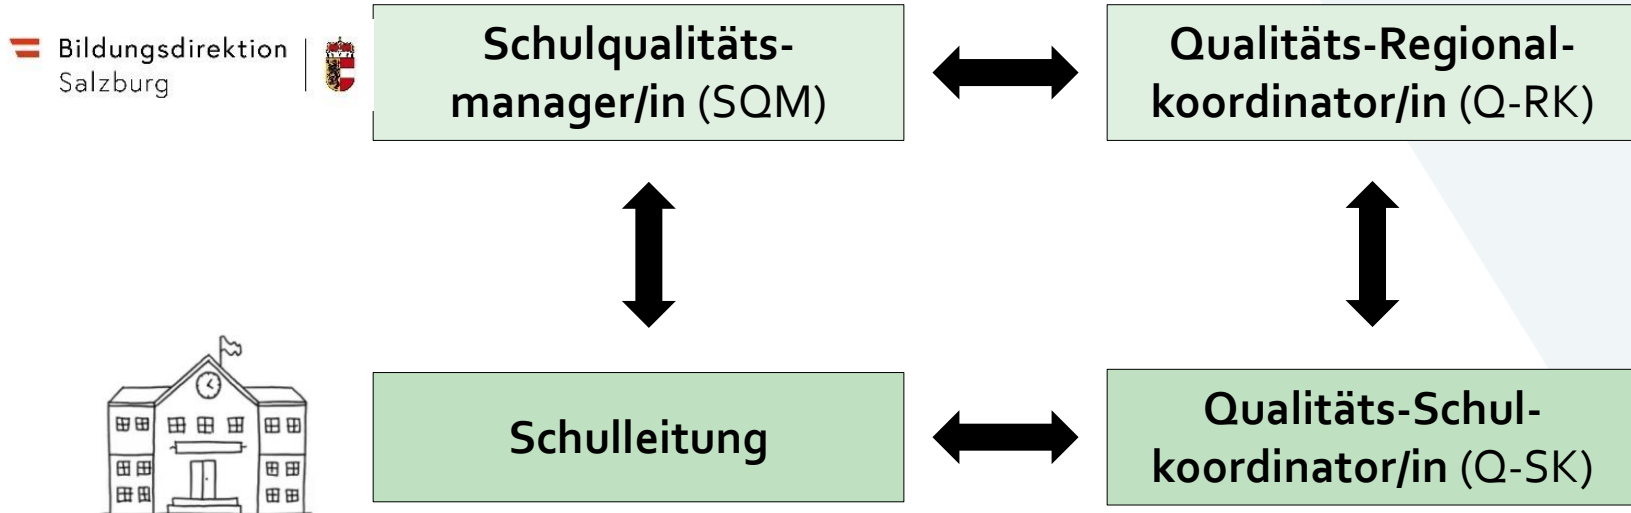 Bildungsdirektion
Salzburg
Schulqualitäts-
manager/in (SQM)
Qualitäts-Regional-
koordinator/in (Q-RK)
Schulleitung
Qualitäts-Schul-
koordinator/in (Q-SK)